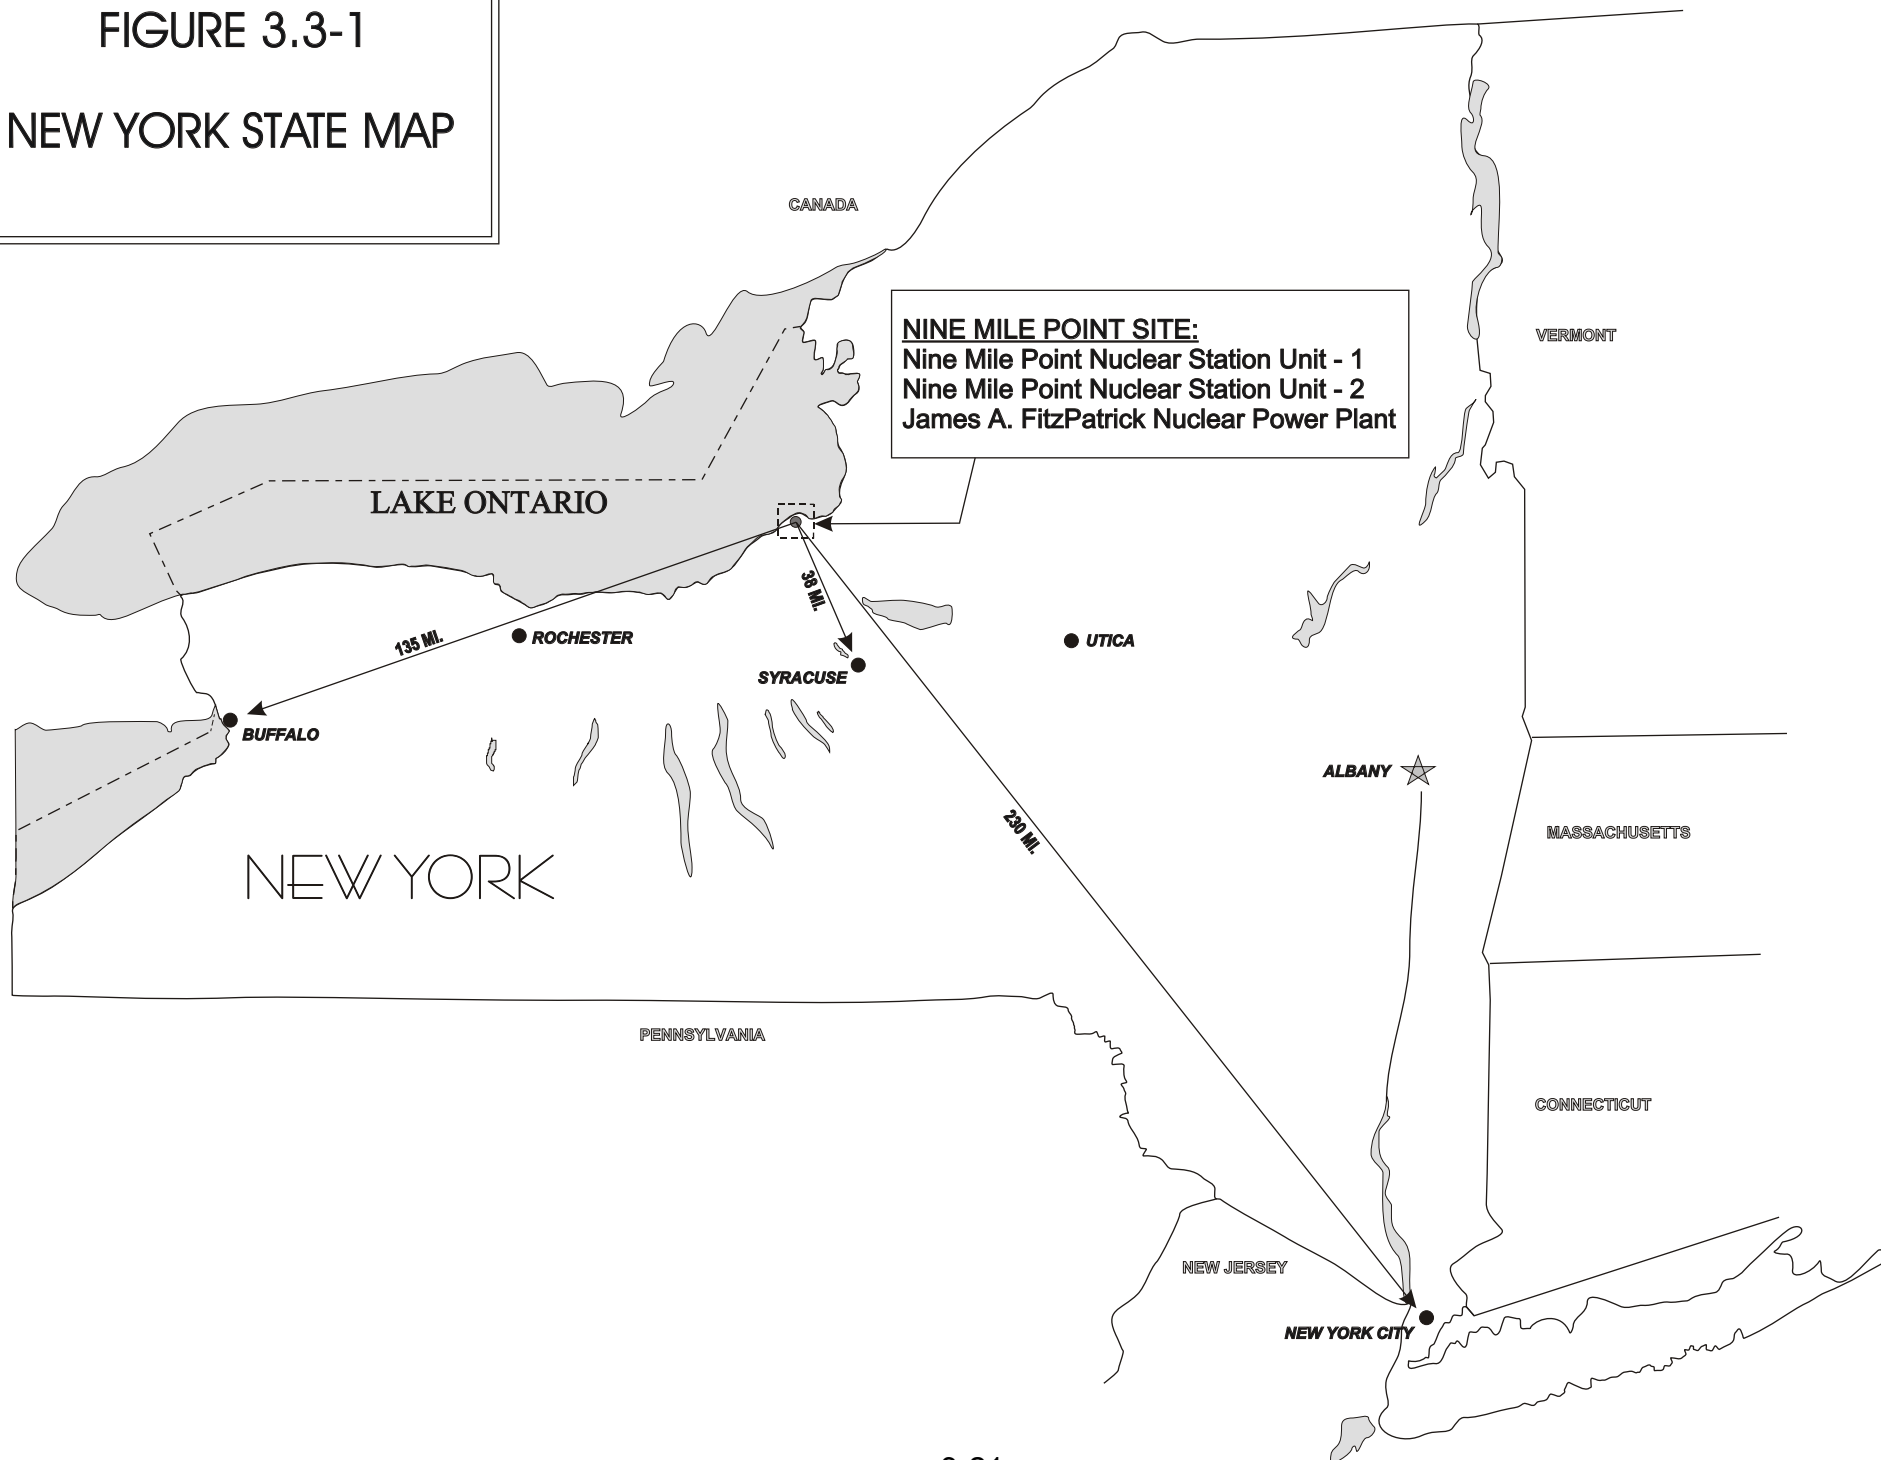 FIGURE 3.3-1
NEW YORK STATE MAP
CANADA
NINE MILE POINT SITE:
Nine Mile Point Nuclear Station Unit - 1
Nine Mile Point Nuclear Station Unit - 2
James A. FitzPatrick Nuclear Power Plant
VERMONT
LAKE ONTARIO
36 MI.
135 MI.
ROCHESTER
UTICA
SYRACUSE
BUFFALO
ALBANY
230 MI.
MASSACHUSETTS
NEW YORK
PENNSYLVANIA
CONNECTICUT
NEW JERSEY
NEW YORK CITY